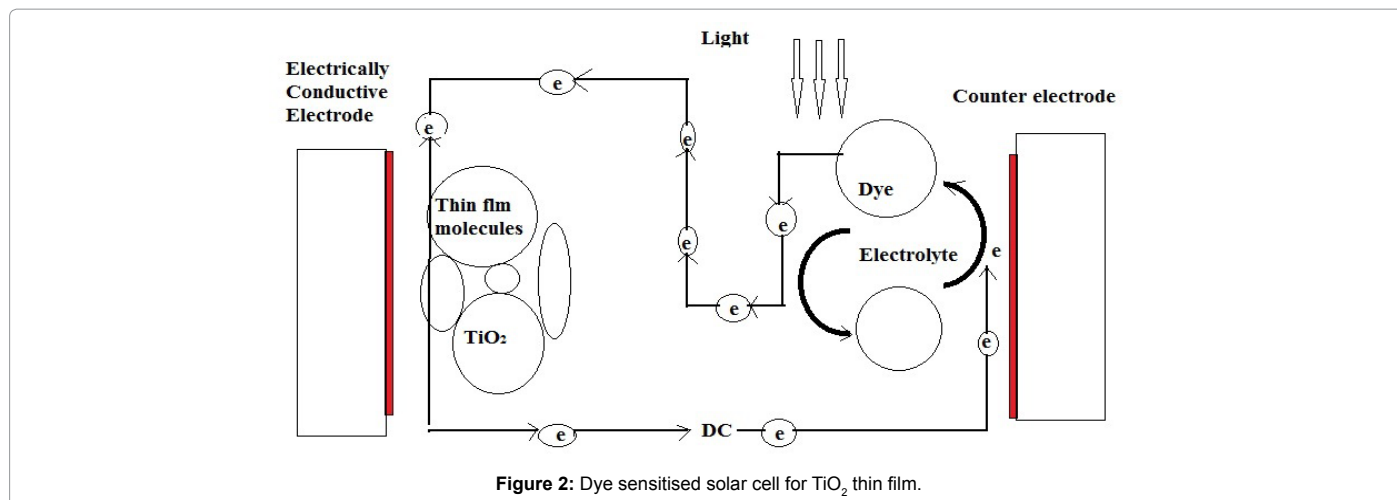 Light
Electrically
Conductive
Electrode
Counter electrode
e
e
e
e
Dye
Thin flm
molecules
e
e
Electrolyte
e
e
TiO₂
e
e
DC
e
Figure 2: Dye sensitised solar cell for TiO₂ thin film.